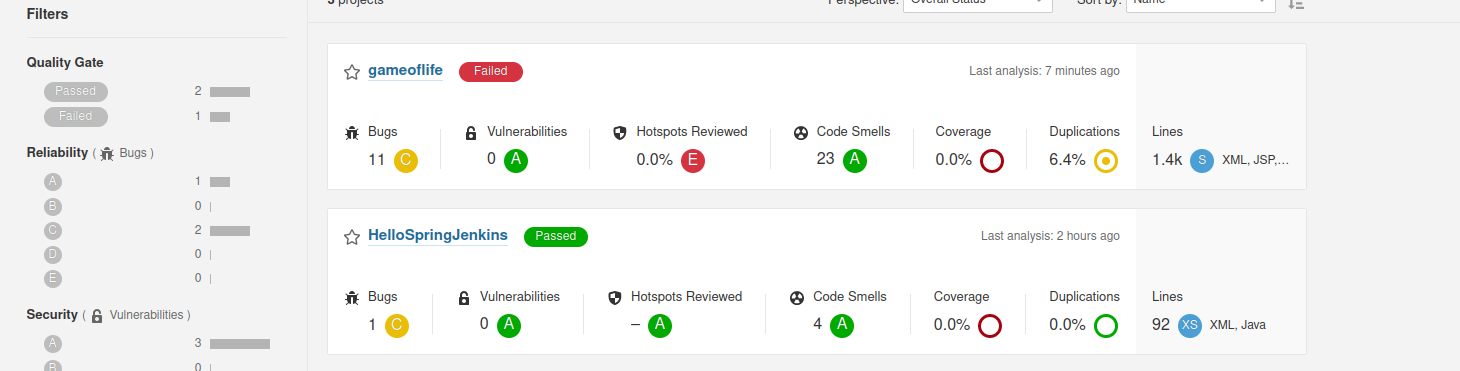 Filters
3 projects
Perspective: Overall Status
Sort by: Name
Quality Gate
Passed 2
Failed 1
Reliability ( Bugs )
A 1
B 0
C 2
D 0
E 0
Security ( Vulnerabilities )
A 3
B 0
gameoflife Failed Last analysis: 7 minutes ago
Bugs Vulnerabilities Hotspots Reviewed Code Smells Coverage Duplications Lines
11 C 0 A 0.0% E 23 A 0.0% 6.4% 1.4k S XML, JSP,...
HelloSpringJenkins Passed Last analysis: 2 hours ago
Bugs Vulnerabilities Hotspots Reviewed Code Smells Coverage Duplications Lines
1 C 0 A – A 4 A 0.0% 0.0% 92 XS XML, Java